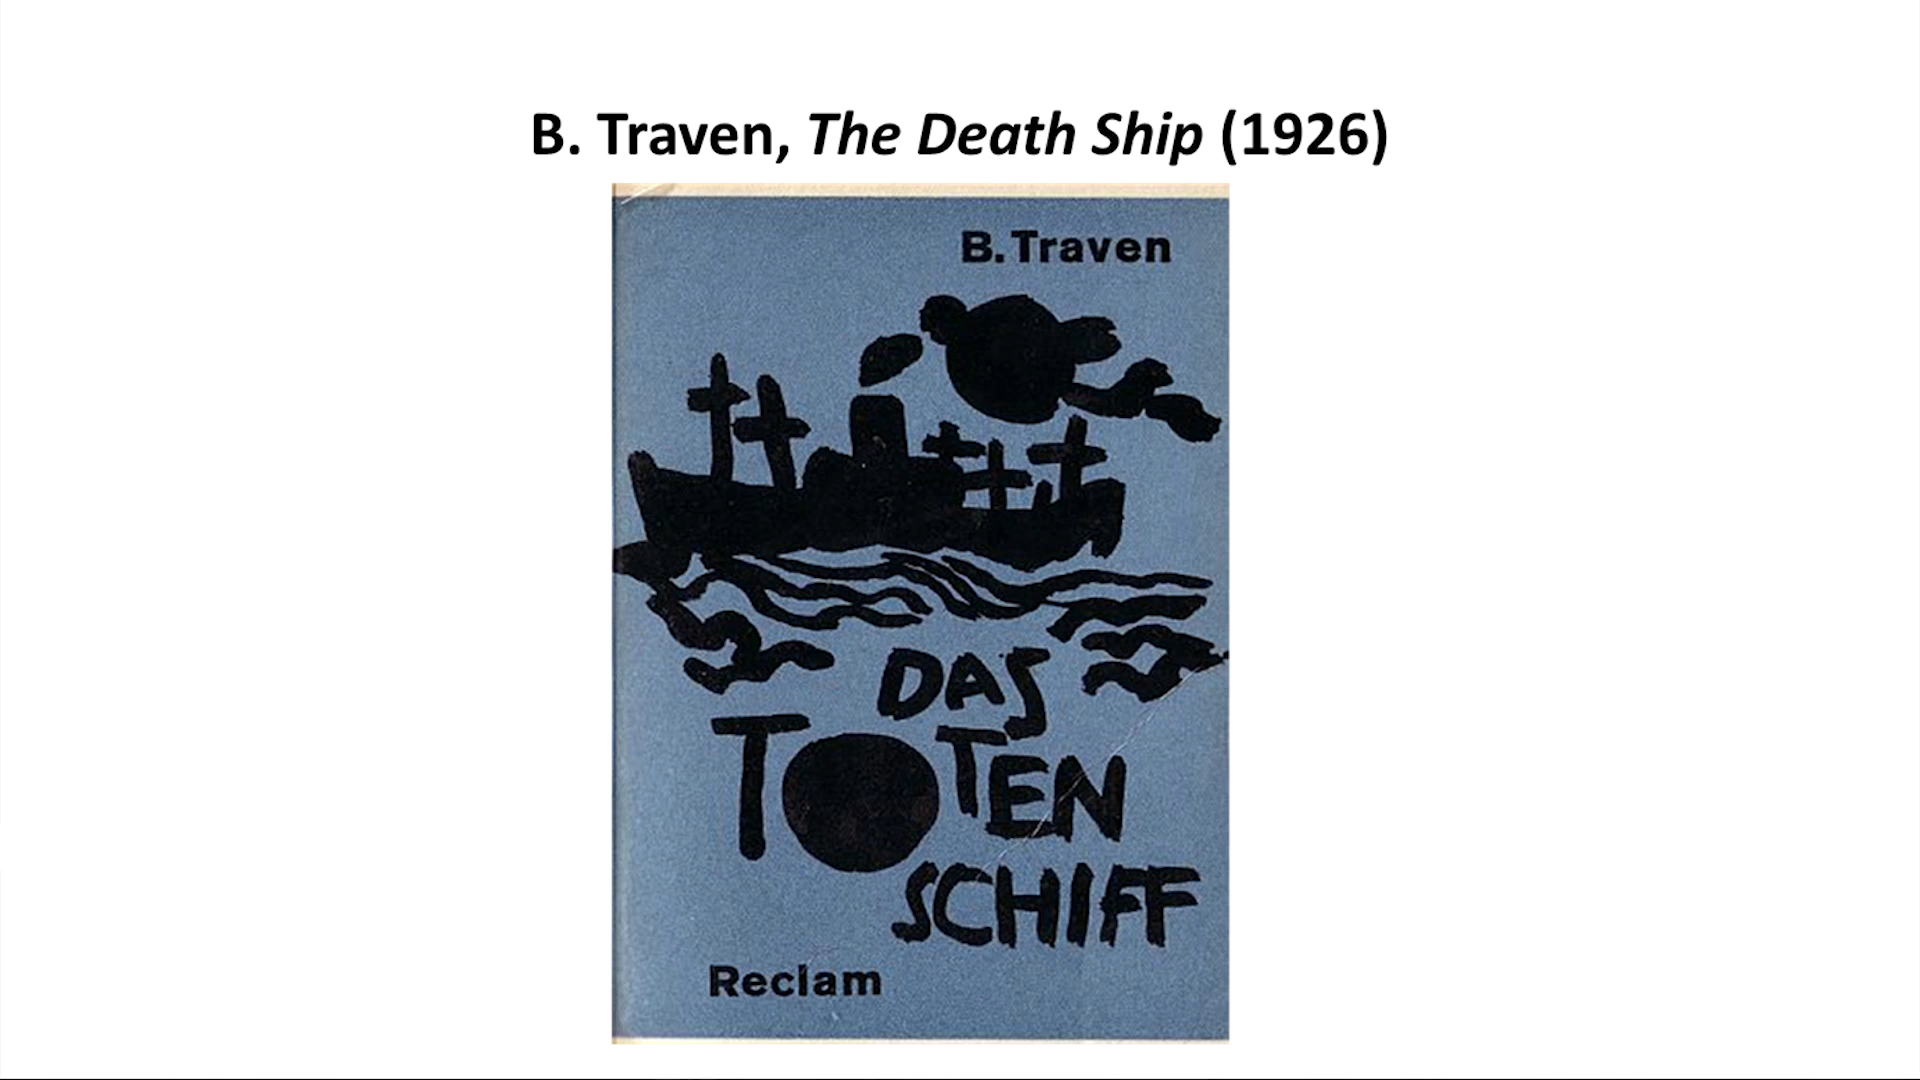 B. Traven, The Death Ship (1926)
B. Traven
DAS
TOTEN
SCHIFF
Reclam